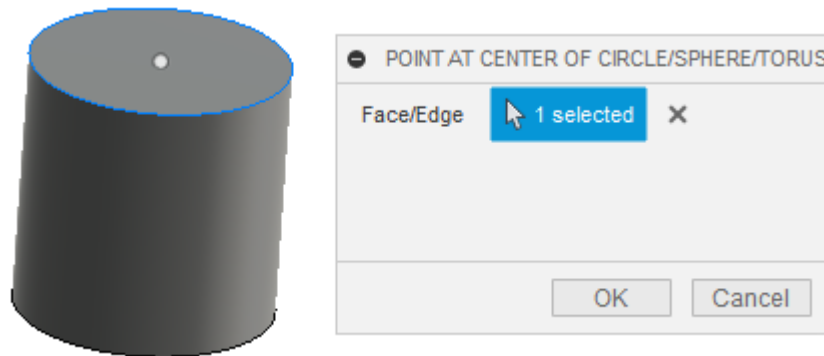 POINT AT CENTER OF CIRCLE/SPHERE/TORUS
Face/Edge 1 selected
OK Cancel